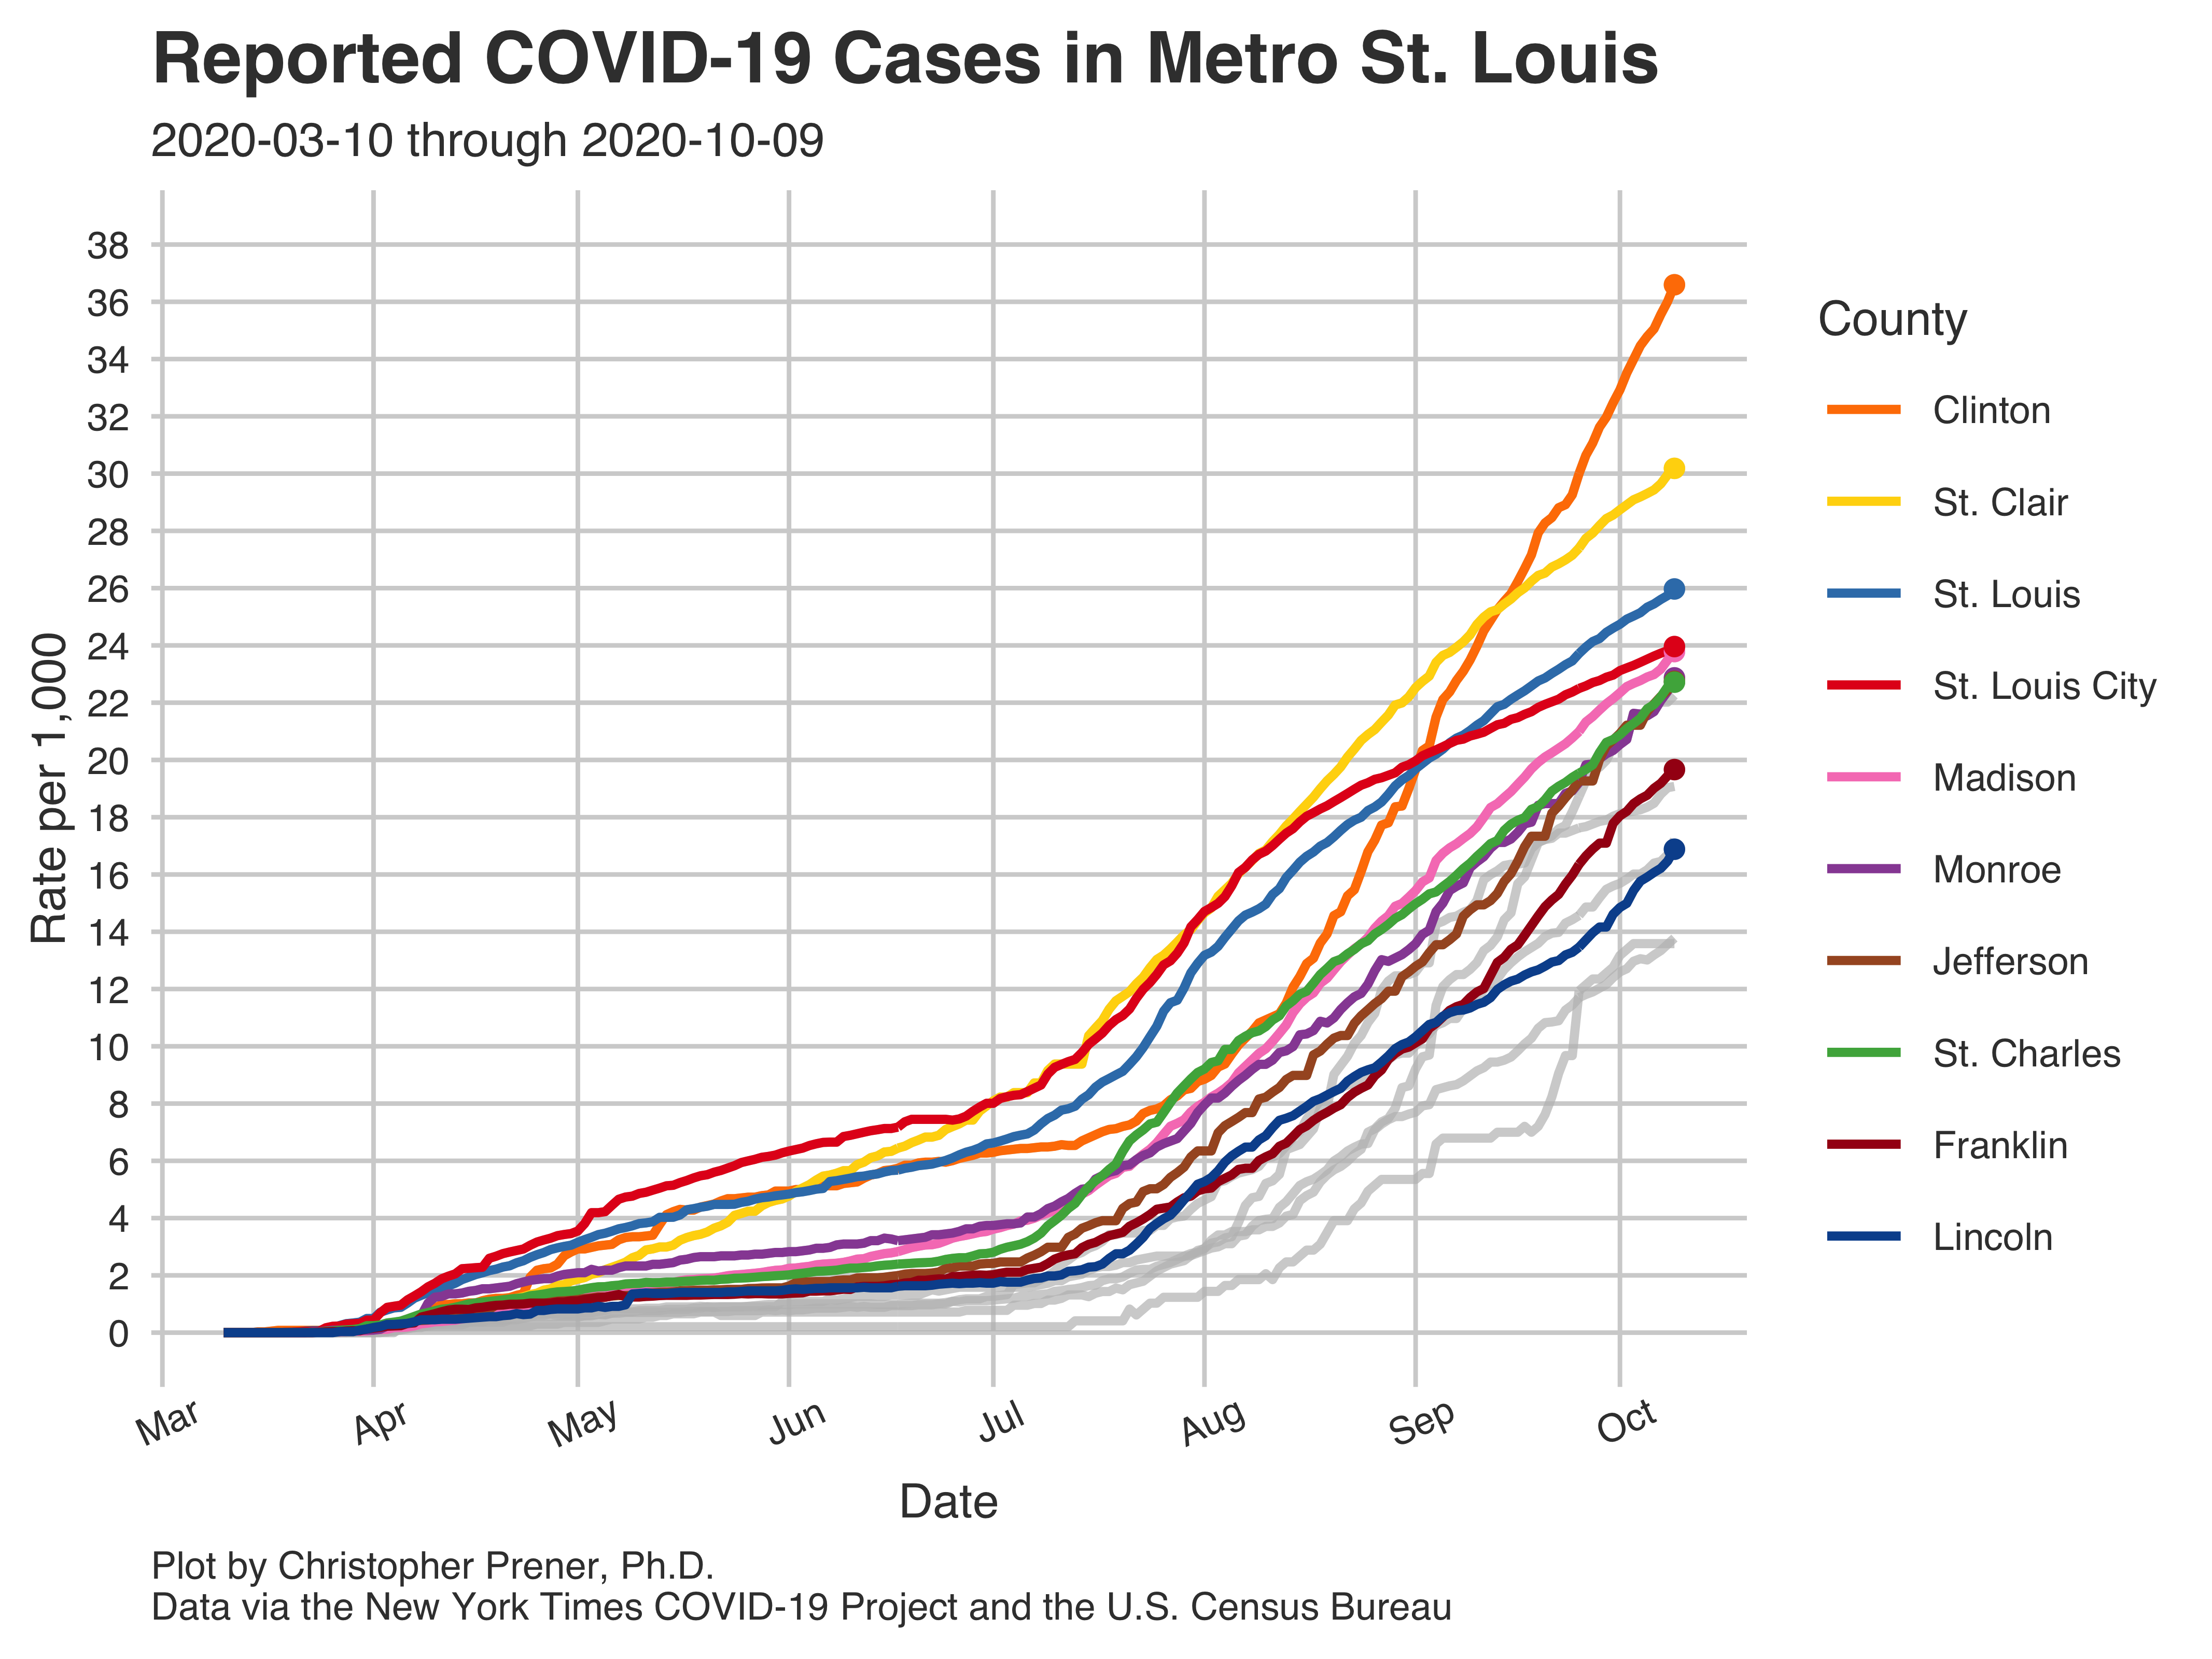 Reported COVID-19 Cases in Metro St. Louis
2020-03-10 through 2020-10-09
38
36
34
32
30
28
26
24
22
20
18
16
14
12
10
8
6
4
2
0
Rate per 1,000
Mar
Apr
May
Jun
Jul
Aug
Sep
Oct
Date
County
Clinton
St. Clair
St. Louis
St. Louis City
Madison
Monroe
Jefferson
St. Charles
Franklin
Lincoln
Plot by Christopher Prener, Ph.D.
Data via the New York Times COVID-19 Project and the U.S. Census Bureau